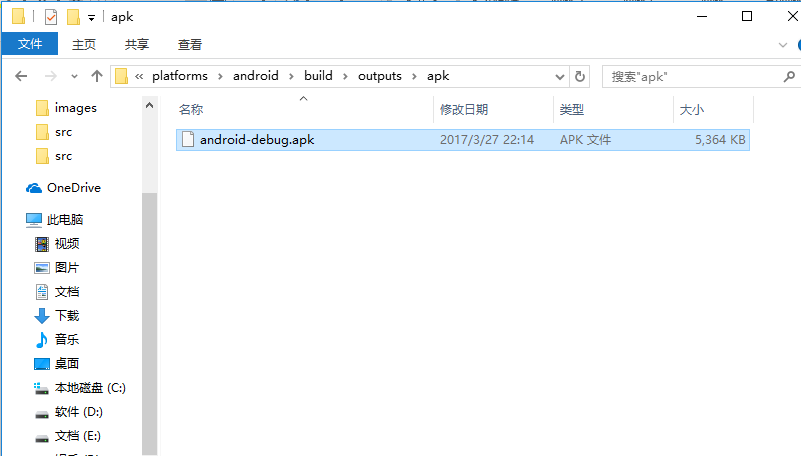 apk
文件 主页 共享 查看
« platforms › android › build › outputs › apk
搜索"apk"
名称 修改日期 类型 大小
android-debug.apk 2017/3/27 22:14 APK 文件 5,364 KB
images
src
src
OneDrive
此电脑
视频
图片
文档
下载
音乐
桌面
本地磁盘 (C:)
软件 (D:)
文档 (E:)